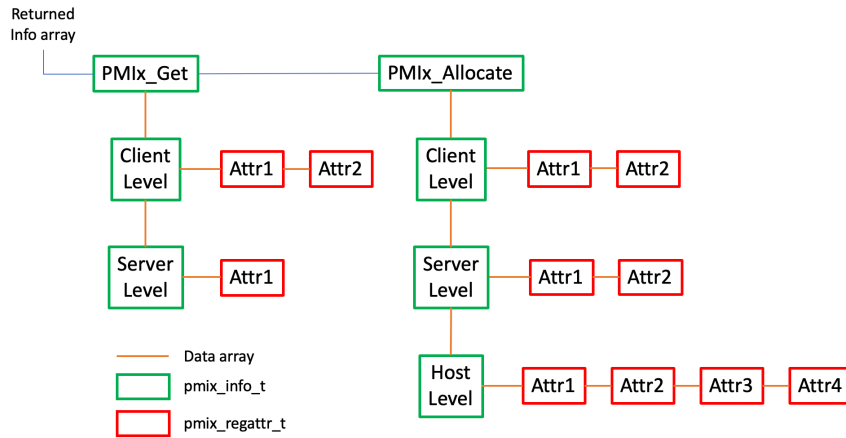 Returned
Info array
PMIx_Get
PMIx_Allocate
Client
Level
Attr1
Attr2
Client
Level
Attr1
Attr2
Server
Level
Attr1
Server
Level
Attr1
Attr2
Host
Level
Attr1
Attr2
Attr3
Attr4
Data array
pmix_info_t
pmix_regattr_t